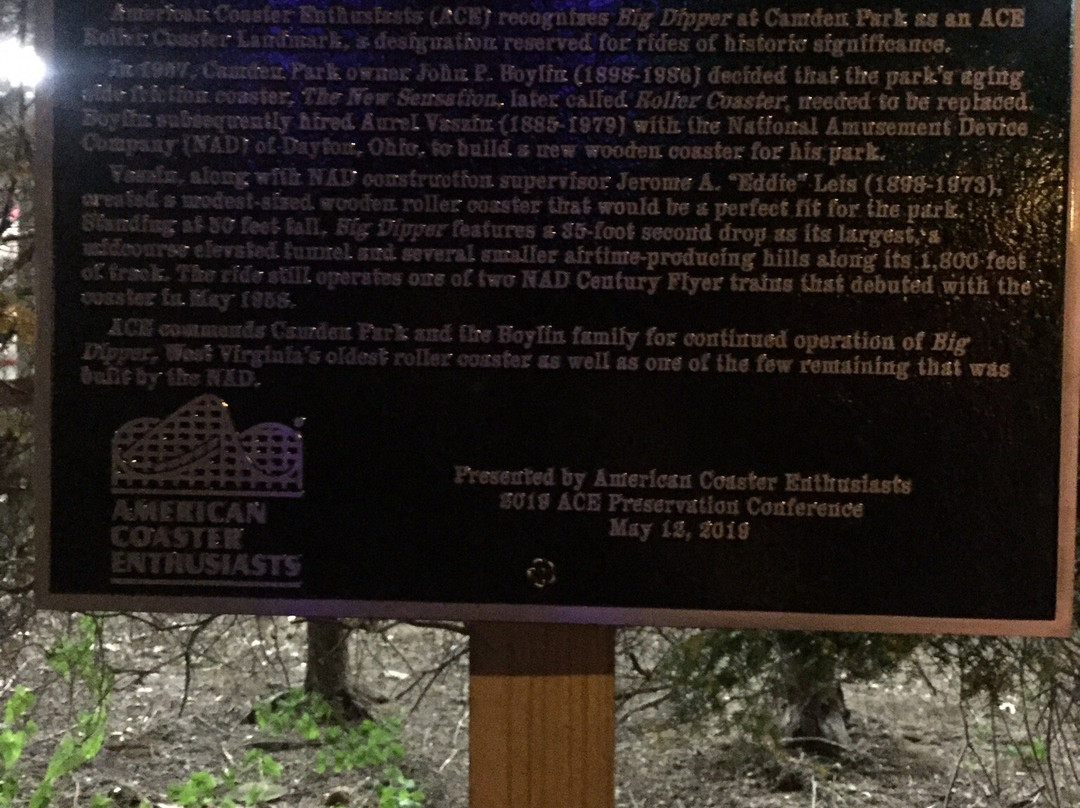 American Coaster Enthusiasts (ACE) recognizes Big Dipper at Camden Park as an ACE
Roller Coaster Landmark, a designation reserved for rides of historic significance.
In 1957, Camden Park owner John P. Boylin (1898-1986) decided that the park's aging
side friction coaster, The New Sensation, later called Roller Coaster, needed to be replaced.
Boylin subsequently hired Aurel Vaszin (1885-1979) with the National Amusement Device
Company (NAD) of Dayton, Ohio, to build a new wooden coaster for his park.
Vaszin, along with NAD construction supervisor Jerome A. "Eddie" Leis (1898-1973),
created a modest-sized wooden roller coaster that would be a perfect fit for the park.
Standing at 50 feet tall, Big Dipper features a 35-foot second drop as its largest, a
midcourse elevated tunnel and several smaller airtime-producing hills along its 1,800 feet
of track. The ride still operates one of two NAD Century Flyer trains that debuted with the
coaster in May 1958.
ACE commends Camden Park and the Boylin family for continued operation of Big
Dipper, West Virginia's oldest roller coaster as well as one of the few remaining that was
built by the NAD.
AMERICAN
COASTER
ENTHUSIASTS
Presented by American Coaster Enthusiasts
2019 ACE Preservation Conference
May 12, 2019